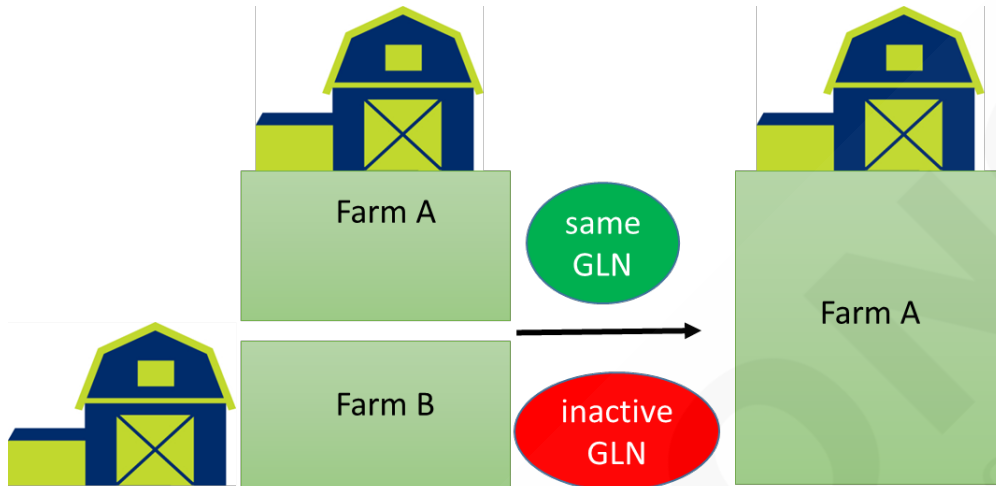 Farm A
same
GLN
Farm A
Farm B
inactive
GLN